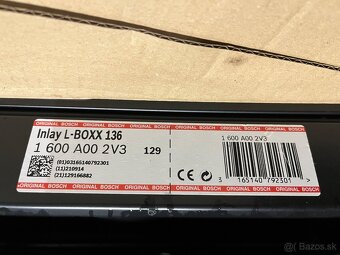 ORIGINAL BOSCH ORIGINAL BOSCH ORIGINAL BOSCH ORIGINAL BOSCH
Inlay L-BOXX 136
1 600 A00 2V3 129
(01)03165140792301
(11)210914
(21)129166882
1 600 A00 2V3
CE
3 165140 792301 >
ORIGINAL BOSCH ORIGINAL BOSCH ORIGINAL BOSCH ORIGINAL BOSCH
bazos.sk